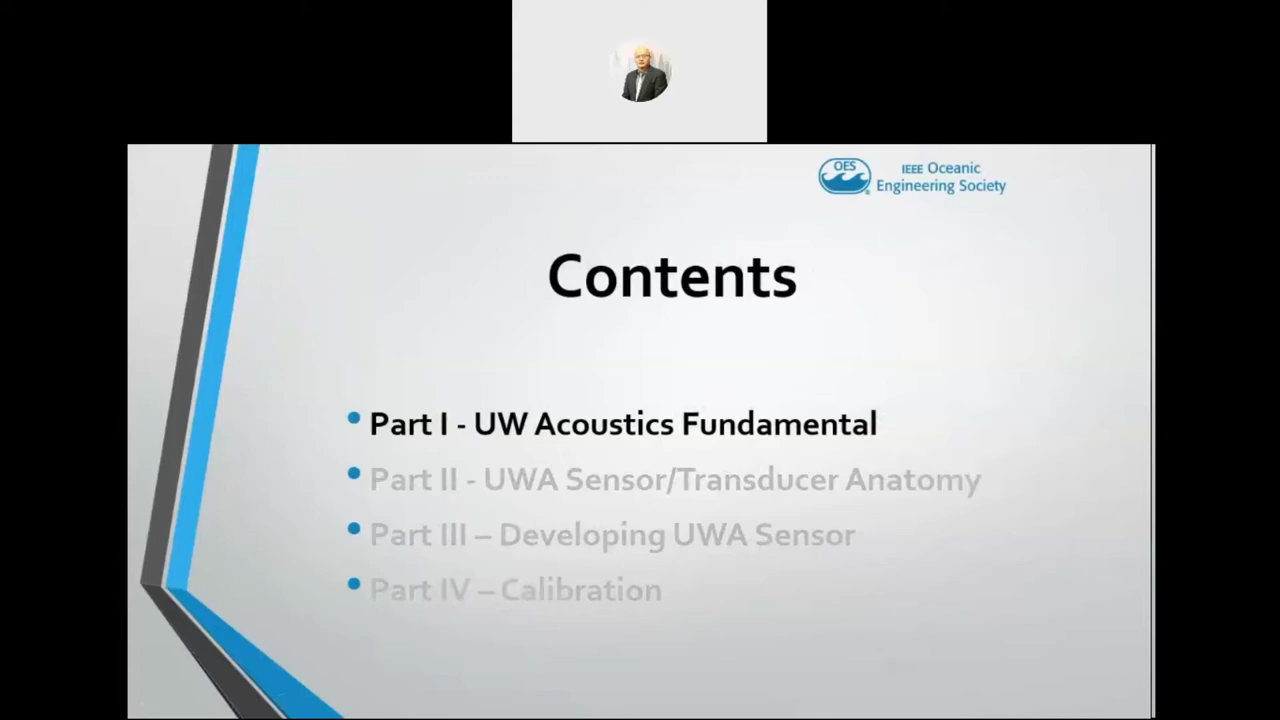 OES
IEEE Oceanic
Engineering Society
Contents
• Part I - UW Acoustics Fundamental
• Part II - UWA Sensor/Transducer Anatomy
• Part III – Developing UWA Sensor
• Part IV – Calibration